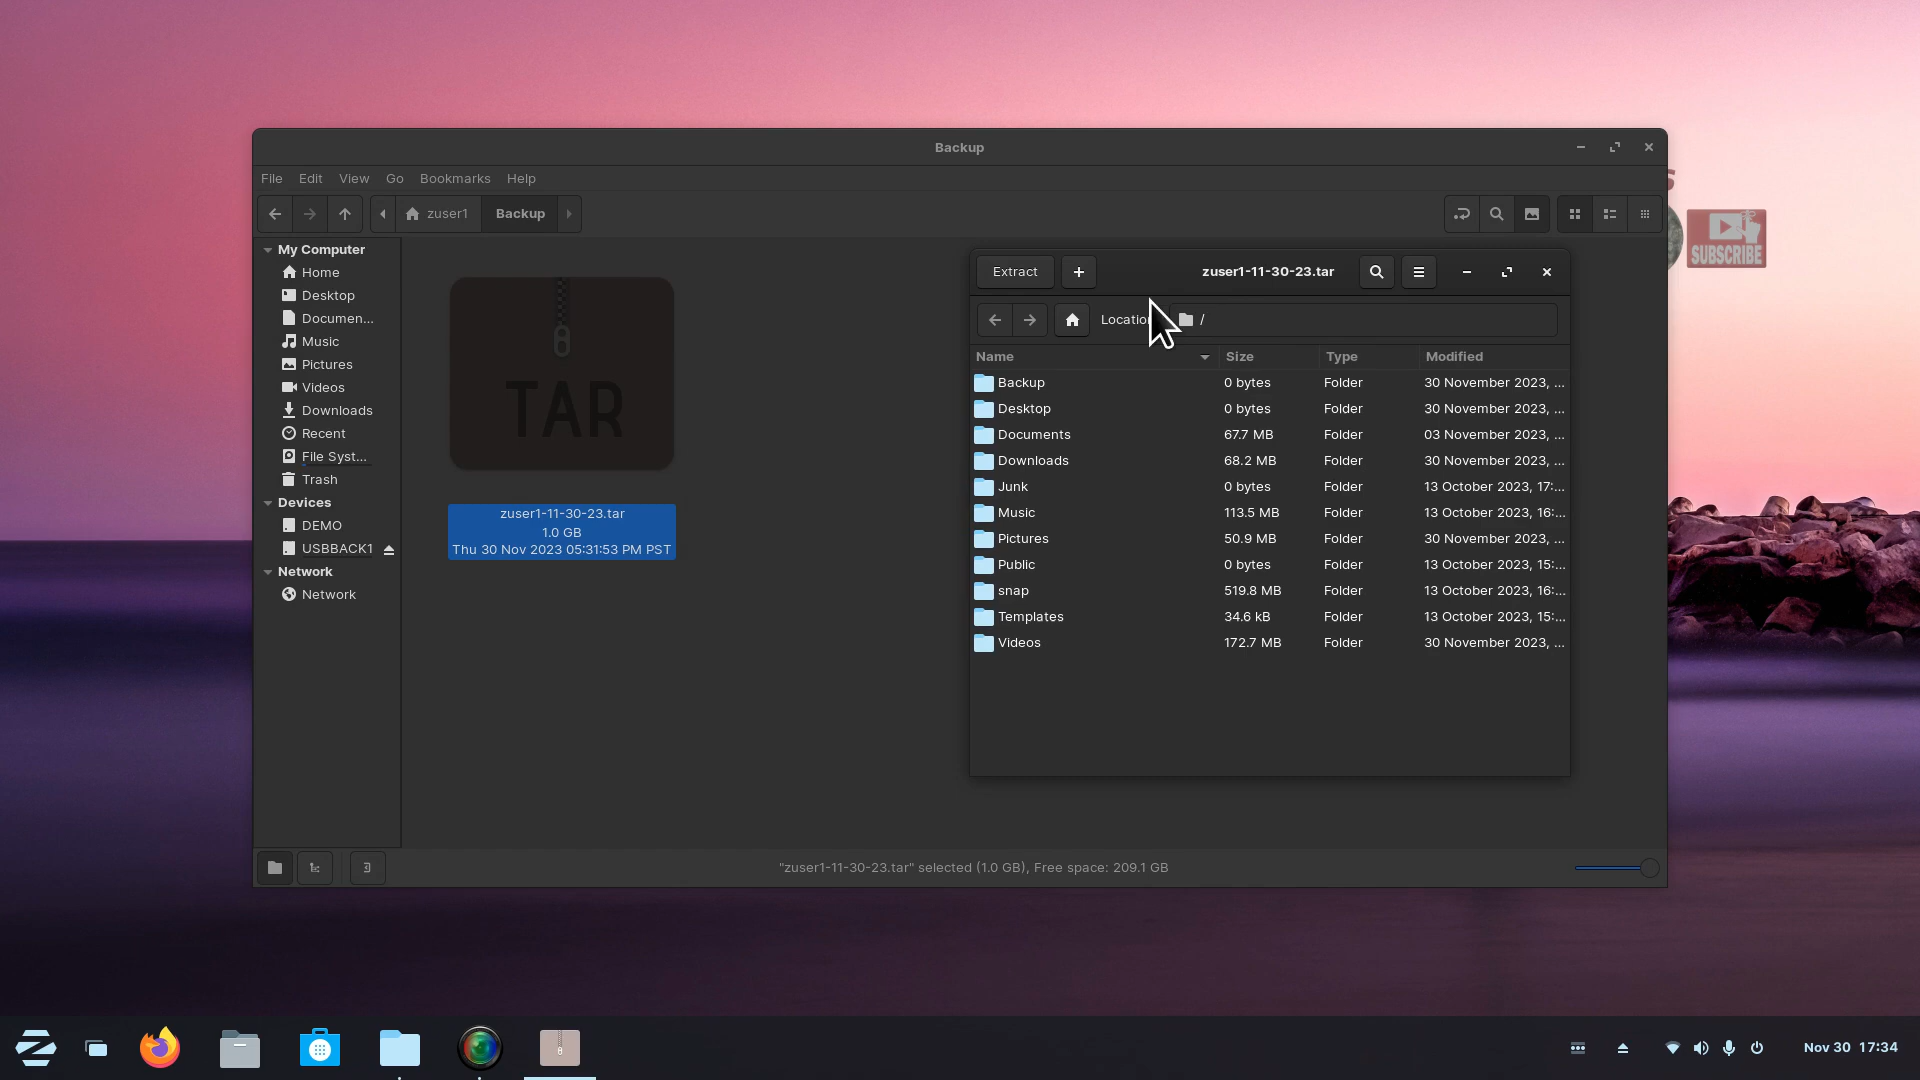 Backup
File Edit View Go Bookmarks Help
zuser1 Backup
My Computer
Home
Desktop
Documen...
Music
Pictures
Videos
Downloads
Recent
File Syst...
Trash
Devices
DEMO
USBBACK1
Network
Network
TAR
zuser1-11-30-23.tar
1.0 GB
Thu 30 Nov 2023 05:31:53 PM PST
Extract zuser1-11-30-23.tar
/
Name Size Type Modified
Backup 0 bytes Folder 30 November 2023, ...
Desktop 0 bytes Folder 30 November 2023, ...
Documents 67.7 MB Folder 03 November 2023, ...
Downloads 68.2 MB Folder 30 November 2023, ...
Junk 0 bytes Folder 13 October 2023, 17:...
Music 113.5 MB Folder 13 October 2023, 16:...
Pictures 50.9 MB Folder 30 November 2023, ...
Public 0 bytes Folder 13 October 2023, 15:...
snap 519.8 MB Folder 13 October 2023, 16:...
Templates 34.6 kB Folder 13 October 2023, 15:...
Videos 172.7 MB Folder 30 November 2023, ...
SUBSCRIBE
"zuser1-11-30-23.tar" selected (1.0 GB), Free space: 209.1 GB
Nov 30 17:34